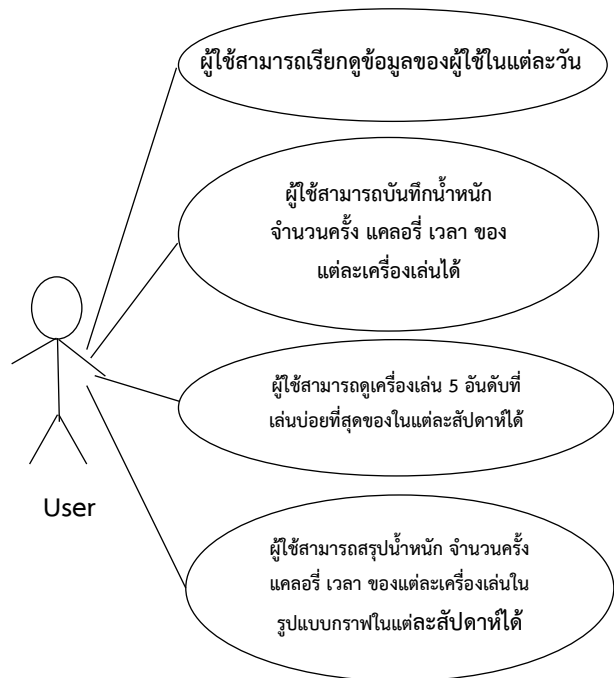 ผู้ใช้สามารถเรียกดูข้อมูลของผู้ใช้ในแต่ละวัน
ผู้ใช้สามารถบันทึกน้ำหนัก
จำนวนครั้ง แคลอรี่ เวลา ของ
แต่ละเครื่องเล่นได้
ผู้ใช้สามารถดูเครื่องเล่น 5 อันดับที่
เล่นบ่อยที่สุดของในแต่ละสัปดาห์ได้
User
ผู้ใช้สามารถสรุปน้ำหนัก จำนวนครั้ง
แคลอรี่ เวลา ของแต่ละเครื่องเล่นใน
รูปแบบกราฟในแต่ละสัปดาห์ได้